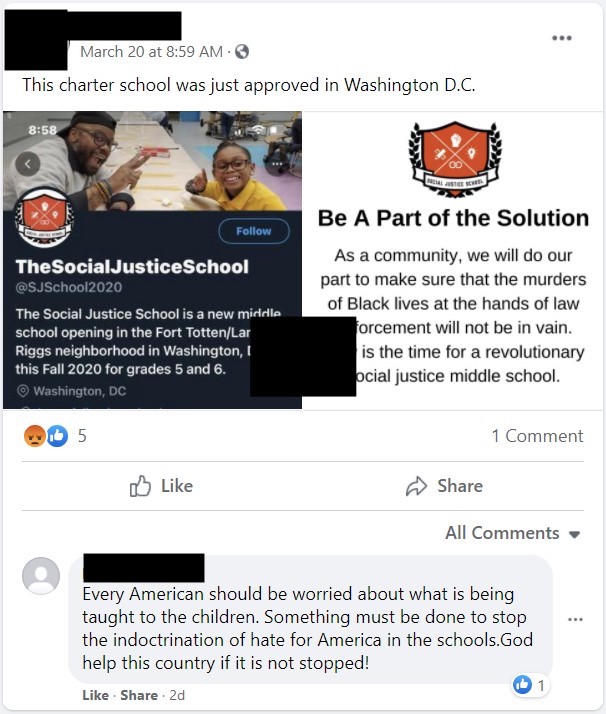 March 20 at 8:59 AM ·
This charter school was just approved in Washington D.C.
8:58
Follow
TheSocialJusticeSchool
@SJSchool2020
The Social Justice School is a new middle
school opening in the Fort Totten/Lar
Riggs neighborhood in Washington,
this Fall 2020 for grades 5 and 6.
Washington, DC
SOCIAL JUSTICE SCHOOL
Be A Part of the Solution
As a community, we will do our
part to make sure that the murders
of Black lives at the hands of law
forcement will not be in vain.
is the time for a revolutionary
ocial justice middle school.
5
1 Comment
Like
Share
All Comments
Every American should be worried about what is being
taught to the children. Something must be done to stop
the indoctrination of hate for America in the schools.God
help this country if it is not stopped!
1
Like · Share · 2d